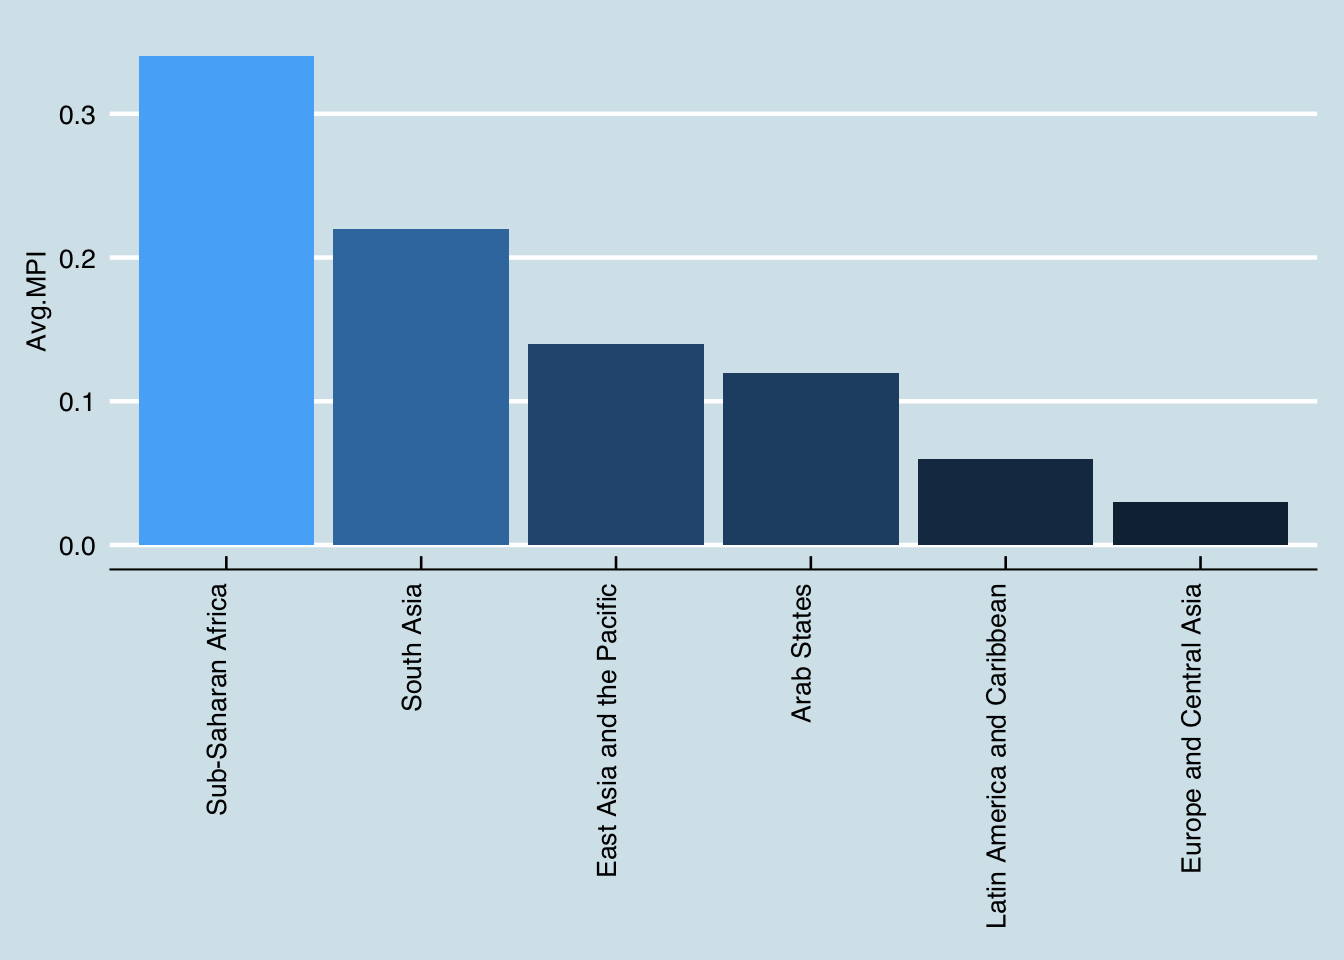 Avg.MPI
0.3
0.2
0.1
0.0
Sub-Saharan Africa
South Asia
East Asia and the Pacific
Arab States
Latin America and Caribbean
Europe and Central Asia